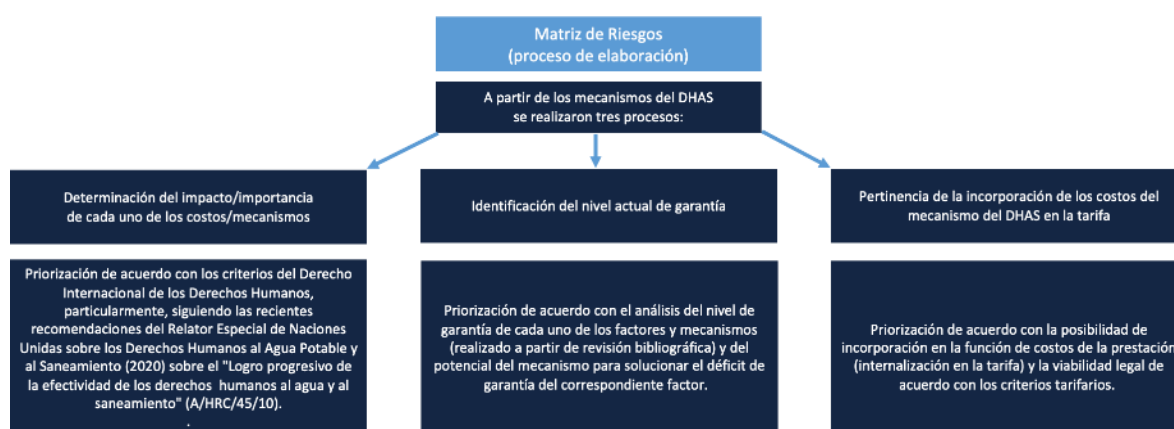 Matriz de Riesgos
(proceso de elaboración)
A partir de los mecanismos del DHAS
se realizaron tres procesos:
Determinación del impacto/importancia
de cada uno de los costos/mecanismos
Identificación del nivel actual de garantía
Pertinencia de la incorporación de los costos del
mecanismo del DHAS en la tarifa
Priorización de acuerdo con los criterios del Derecho
Internacional de los Derechos Humanos,
particularmente, siguiendo las recientes
recomendaciones del Relator Especial de Naciones
Unidas sobre los Derechos Humanos al Agua Potable y
al Saneamiento (2020) sobre el "Logro progresivo de
la efectividad de los derechos humanos al agua y al
saneamiento" (A/HRC/45/10).
.
Priorización de acuerdo con el análisis del nivel de
garantía de cada uno de los factores y mecanismos
(realizado a partir de revisión bibliográfica) y del
potencial del mecanismo para solucionar el déficit de
garantía del correspondiente factor.
Priorización de acuerdo con la posibilidad de
incorporación en la función de costos de la prestación
(internalización en la tarifa) y la viabilidad legal de
acuerdo con los criterios tarifarios.